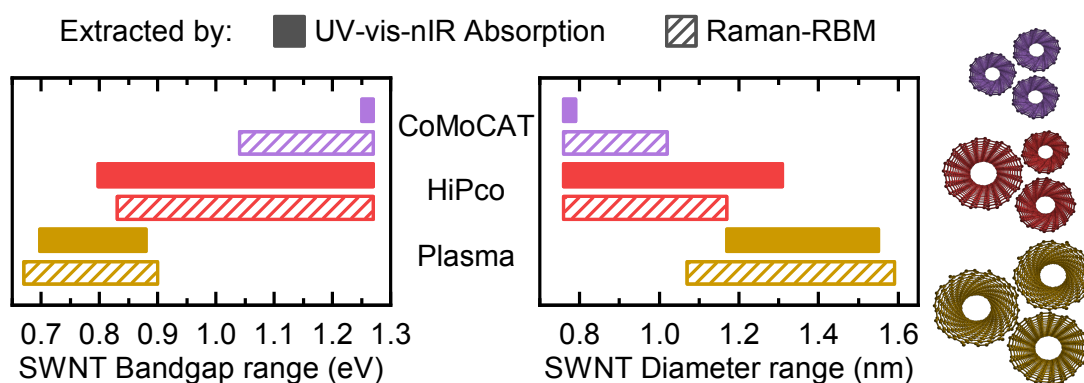 Extracted by: UV-vis-nIR Absorption Raman-RBM
CoMoCAT
HiPco
Plasma
0.7 0.8 0.9 1.0 1.1 1.2 1.3
0.8 1.0 1.2 1.4 1.6
SWNT Bandgap range (eV)
SWNT Diameter range (nm)